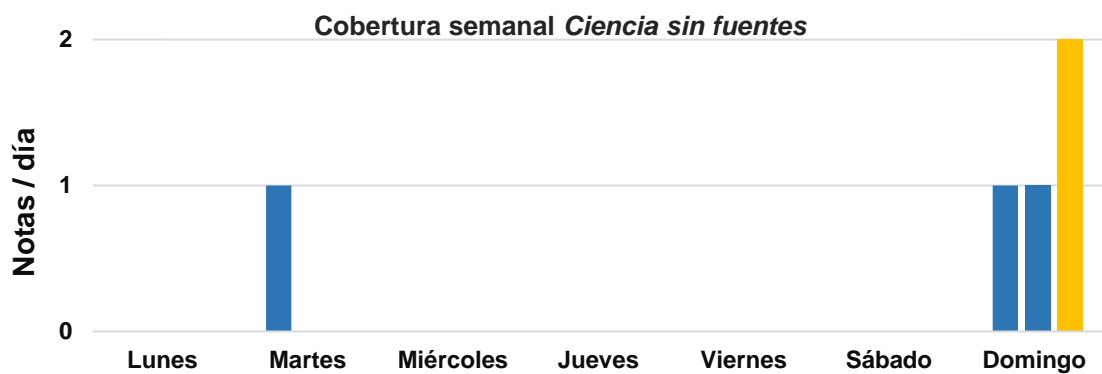 Cobertura semanal Ciencia sin fuentes
2
1
0
Notas / día
Lunes Martes Miércoles Jueves Viernes Sábado Domingo